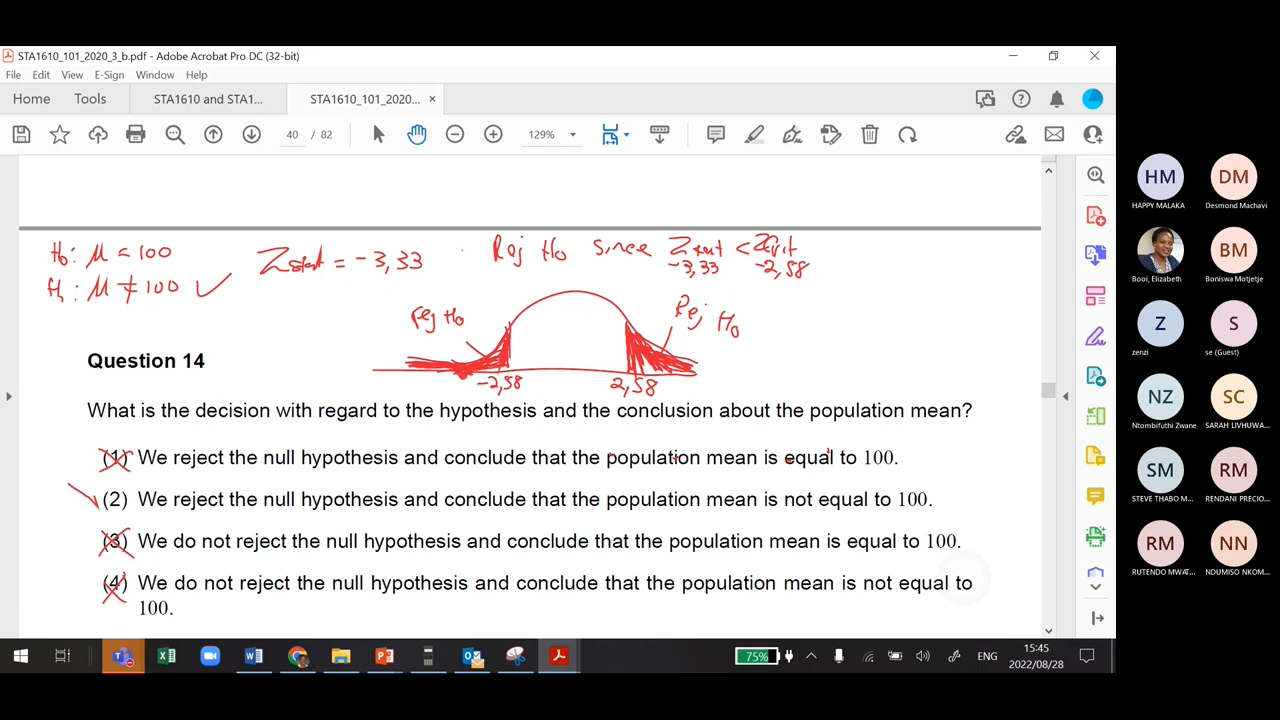 STA1610_101_2020_3_b.pdf - Adobe Acrobat Pro DC (32-bit)
File Edit View E-Sign Window Help
Home Tools STA1610 and STA1... STA1610_101_2020... ×
40 / 82 129%
H₀: μ = 100
H₁: μ ≠ 100
Zstat = -3,33
Rej H₀ since Zstat < Zcrit
-3,33 -2,58
Rej H₀
Rej H₀
-2,58 2,58
Question 14
What is the decision with regard to the hypothesis and the conclusion about the population mean?
(1) We reject the null hypothesis and conclude that the population mean is equal to 100.
(2) We reject the null hypothesis and conclude that the population mean is not equal to 100.
(3) We do not reject the null hypothesis and conclude that the population mean is equal to 100.
(4) We do not reject the null hypothesis and conclude that the population mean is not equal to
100.
HM DM
HAPPY MALAKA Desmond Machavi
BM
Booi, Elizabeth Boniswa Motjetje
Z S
zenzi se (Guest)
NZ SC
Ntombifuthi Zwane SARAH LIVHUWA...
SM RM
STEVE THABO M... RENDANI PRECIO...
RM NN
RUTENDO MWAT... NDUMISO NKOM...
75% ENG 15:45
2022/08/28